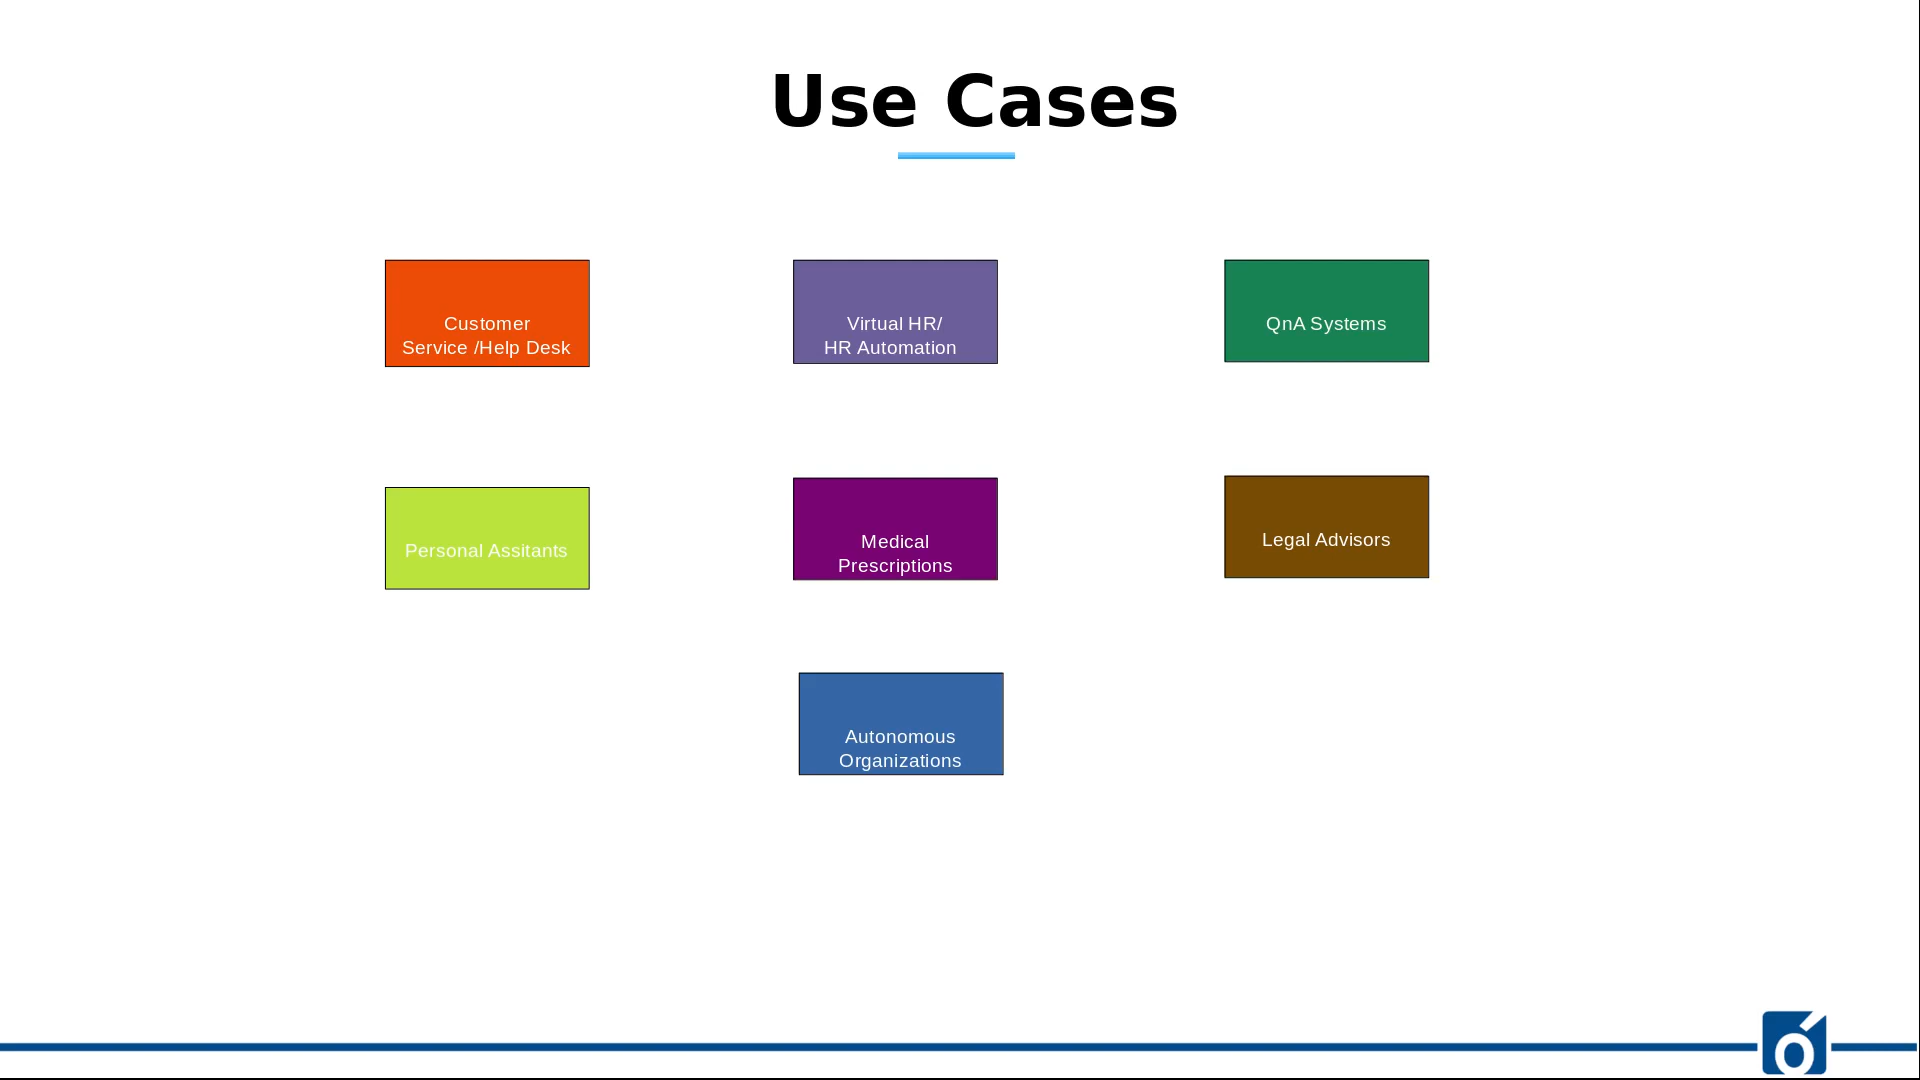 Use Cases
Customer
Service /Help Desk
Virtual HR/
HR Automation
QnA Systems
Personal Assitants
Medical
Prescriptions
Legal Advisors
Autonomous
Organizations